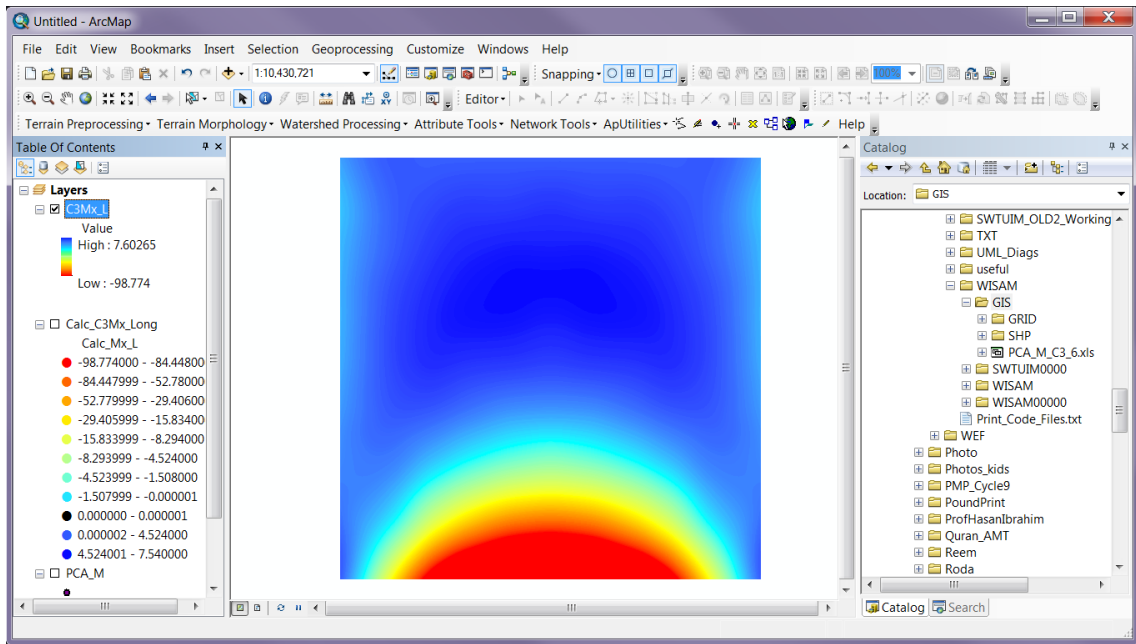 Untitled - ArcMap
File Edit View Bookmarks Insert Selection Geoprocessing Customize Windows Help
1:10,430,721
Snapping
100%
Editor
Terrain Preprocessing Terrain Morphology Watershed Processing Attribute Tools Network Tools ApUtilities Help
Table Of Contents
Layers
C3Mx_L
Value
High : 7.60265
Low : -98.774
Calc_C3Mx_Long
Calc_Mx_L
-98.774000 - -84.44800
-84.447999 - -52.78000
-52.779999 - -29.40600
-29.405999 - -15.83400
-15.833999 - -8.294000
-8.293999 - -4.524000
-4.523999 - -1.508000
-1.507999 - -0.000001
0.000000 - 0.000001
0.000002 - 4.524000
4.524001 - 7.540000
PCA_M
Catalog
Location: GIS
SWTUIM_OLD2_Working
TXT
UML_Diags
useful
WISAM
GIS
GRID
SHP
PCA_M_C3_6.xls
SWTUIM0000
WISAM
WISAM00000
Print_Code_Files.txt
WEF
Photo
Photos_kids
PMP_Cycle9
PoundPrint
ProfHasanIbrahim
Quran_AMT
Reem
Roda
Catalog Search